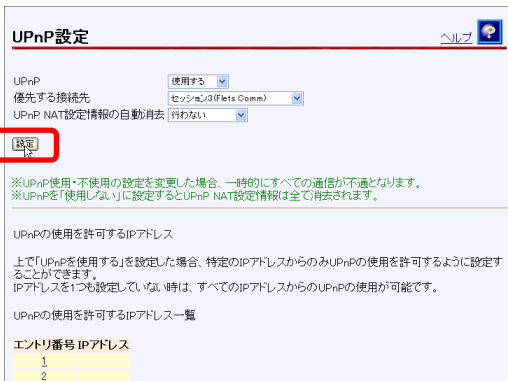 UPnP設定
ヘルプ
?
UPnP 使用する
優先する接続先 セッション3(Flets Comm)
UPnP NAT設定情報の自動消去 行わない
設定
※UPnP使用・不使用の設定を変更した場合、一時的にすべての通信が不通となります。
※UPnPを「使用しない」に設定するとUPnP NAT設定情報は全て消去されます。
UPnPの使用を許可するIPアドレス
上で「UPnPを使用する」を設定した場合、特定のIPアドレスからのみUPnPの使用を許可するように設定す
ることができます。
IPアドレスを1つも設定していない時は、すべてのIPアドレスからのUPnPの使用が可能です。
UPnPの使用を許可するIPアドレス一覧
エントリ番号 IPアドレス
1
2